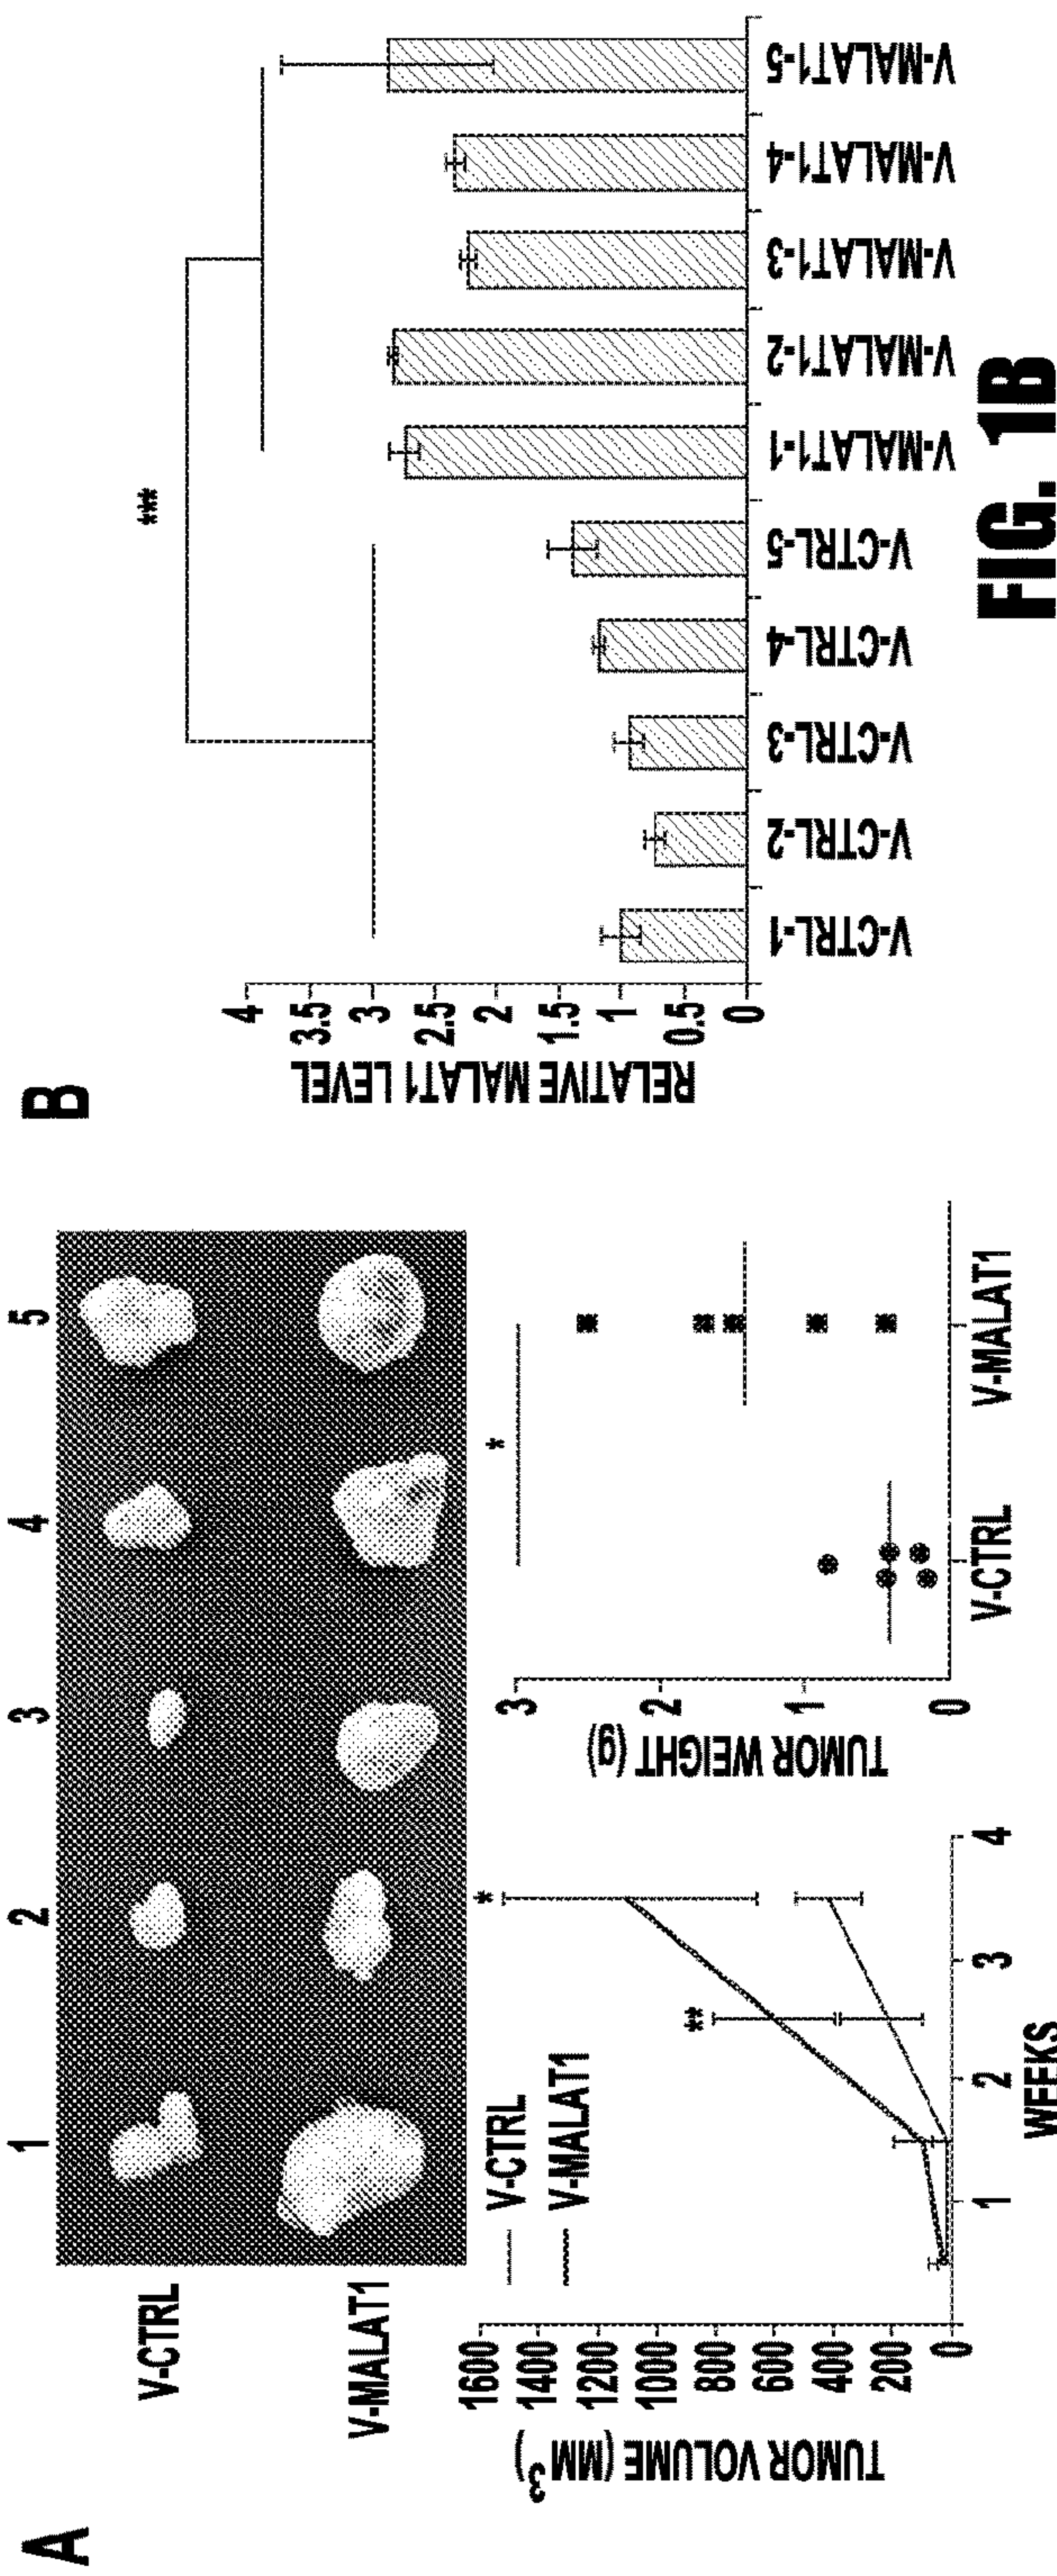 A
1 2 3 4 5
V-CTRL
V-MALAT1
TUMOR VOLUME (MM3)
1600
1400
1200
1000
800
600
400
200
0
V-CTRL
V-MALAT1
*
**
1 2 3 4
WEEKS
TUMOR WEIGHT (g)
3
2
1
0
*
V-CTRL V-MALAT1
B
RELATIVE MALAT1 LEVEL
4
3.5
3
2.5
2
1.5
1
0.5
0
***
V-CTRL-1
V-CTRL-2
V-CTRL-3
V-CTRL-4
V-CTRL-5
V-MALAT1-1
V-MALAT1-2
V-MALAT1-3
V-MALAT1-4
V-MALAT1-5
FIG. 1B